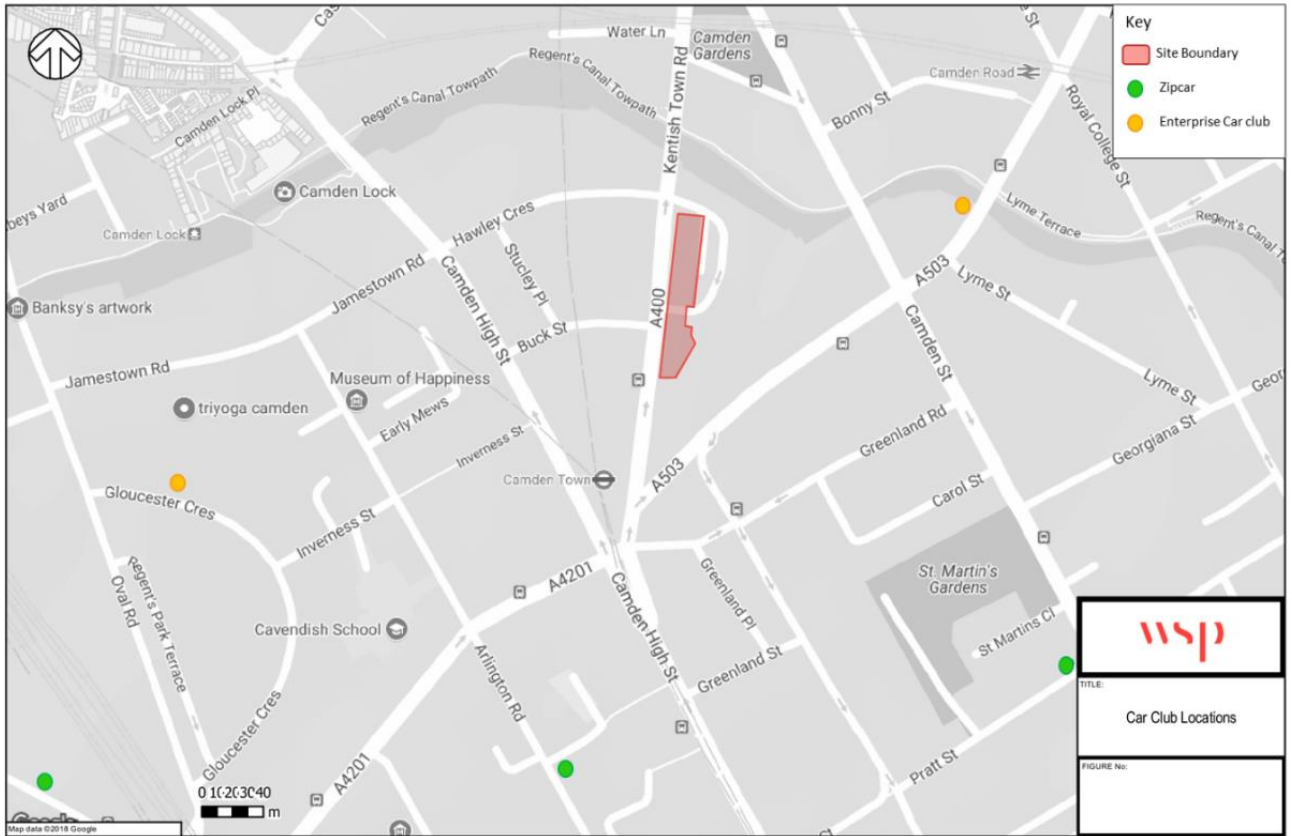 Key
Site Boundary
Zipcar
Enterprise Car club
Water Ln
Camden Gardens
Kentish Town Rd
Regent's Canal Towpath
Regent's Canal Towpath
Camden Road
Bonny St
Royal College St
Camden Lock Pl
Camden Lock
Camden Lock
Hawley Cres
Stucley Pl
Lyme Terrace
Jamestown Rd
Camden High St
Buck St
A400
A503
Lyme St
Banksy's artwork
Jamestown Rd
Museum of Happiness
triyoga camden
Early Mews
Inverness St
Camden St
Lyme St
Greenland Rd
Georgiana St
Camden Town
A503
Carol St
Gloucester Cres
Inverness St
Oval Rd
Regent's Park Terrace
A4201
St. Martin's Gardens
Greenland Pl
Cavendish School
Camden High St
St Martins Cl
Arlington Rd
Greenland St
Gloucester Cres
A4201
Pratt St
wsp
TITLE:
Car Club Locations
FIGURE No:
m
Map data ©2018 Google